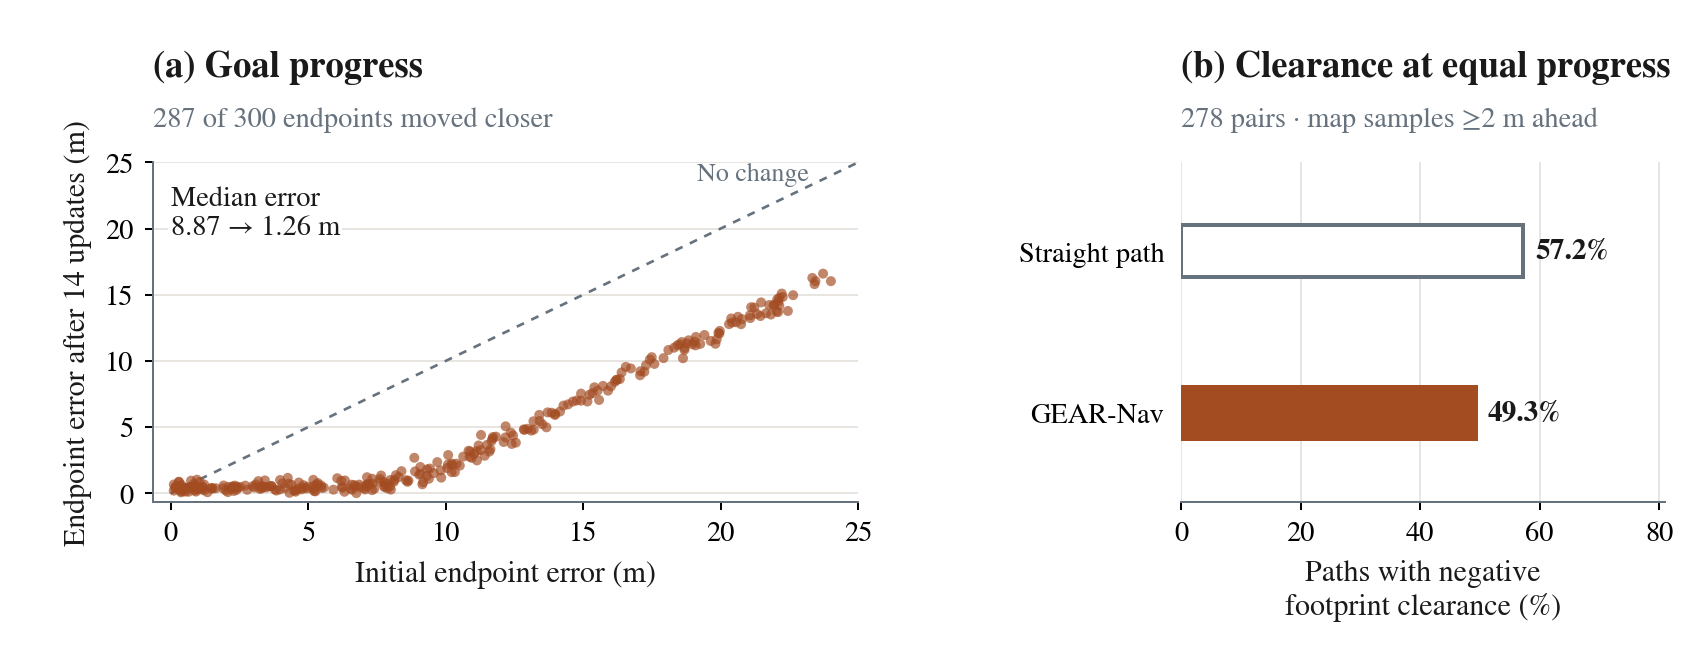 (a) Goal progress
287 of 300 endpoints moved closer
Endpoint error after 14 updates (m)
25
20
15
10
5
0
Median error
8.87 → 1.26 m
No change
0 5 10 15 20 25
Initial endpoint error (m)
(b) Clearance at equal progress
278 pairs · map samples ≥2 m ahead
Straight path
57.2%
GEAR-Nav
49.3%
0 20 40 60 80
Paths with negative
footprint clearance (%)